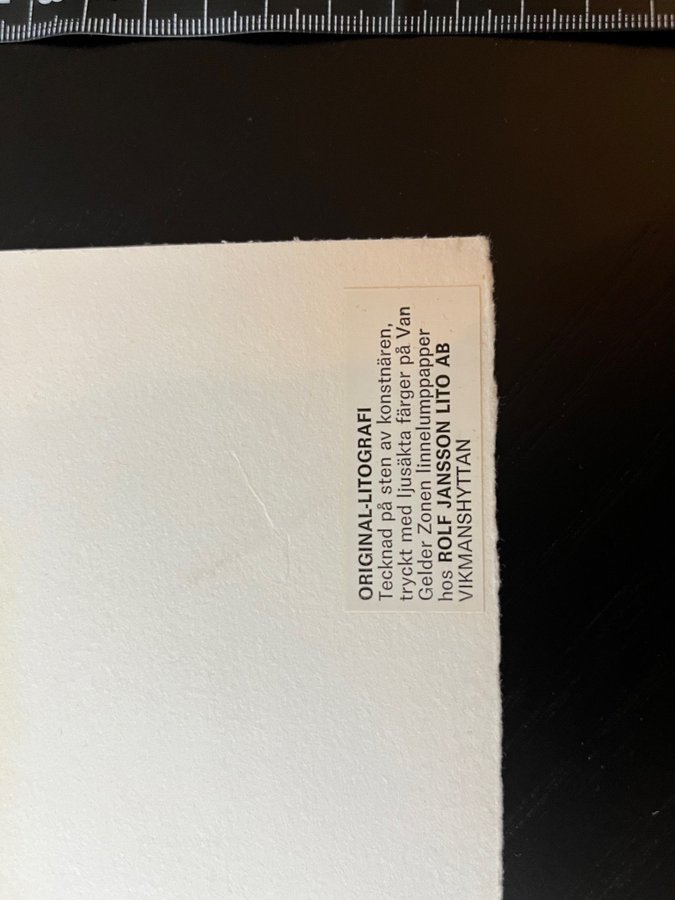 ORIGINAL-LITOGRAFI
Tecknad på sten av konstnären,
tryckt med ljusäkta färger på Van
Gelder Zonen linnelumppapper
hos ROLF JANSSON LITO AB
VIKMANSHYTTAN